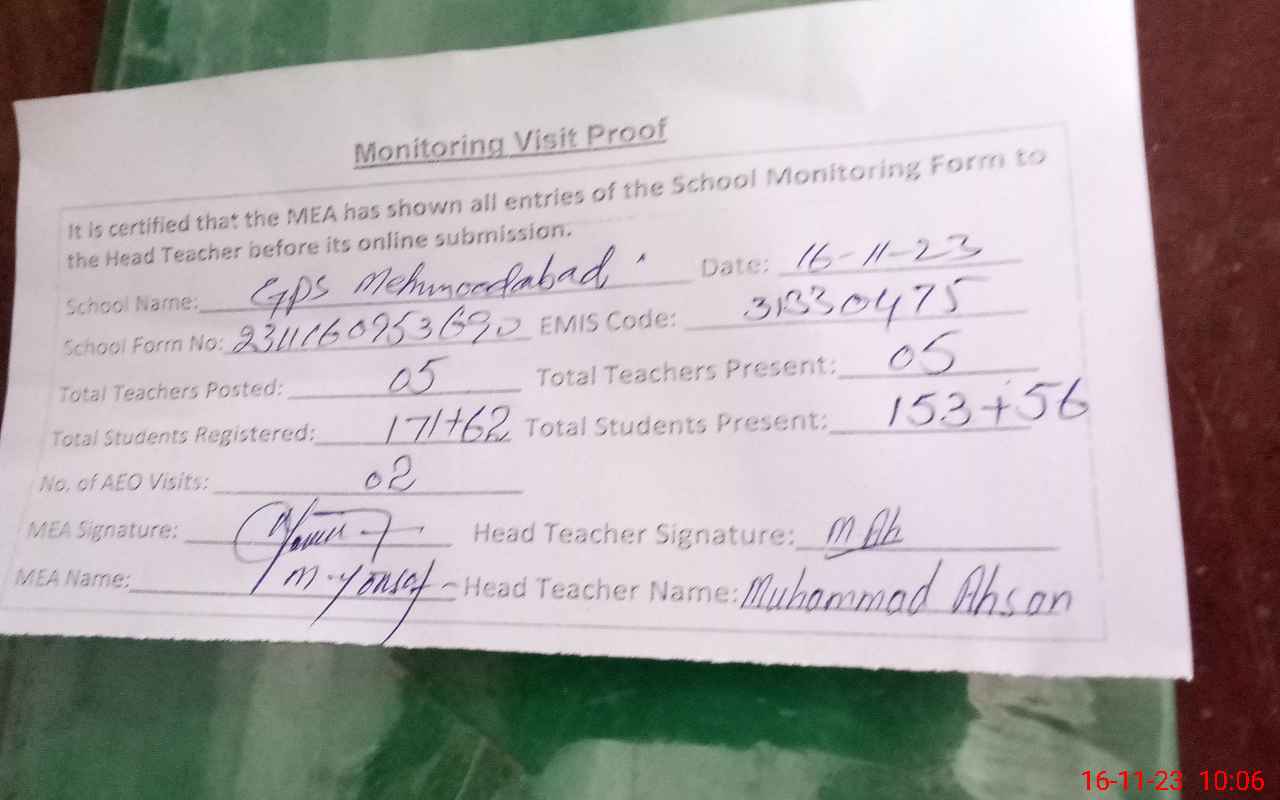 Monitoring Visit Proof
It is certified that the MEA has shown all entries of the School Monitoring Form to
the Head Teacher before its online submission.
School Name: GPS Mehmoodabad Date: 16-11-23
School Form No: 2311160953690 EMIS Code: 31330475
Total Teachers Posted: 05 Total Teachers Present: 05
Total Students Registered: 171+62 Total Students Present: 153+56
No. of AEO Visits: 02
MEA Signature: Head Teacher Signature: M Ah
MEA Name: M. Yousaf Head Teacher Name: Muhammad Ahsan
16-11-23 10:06